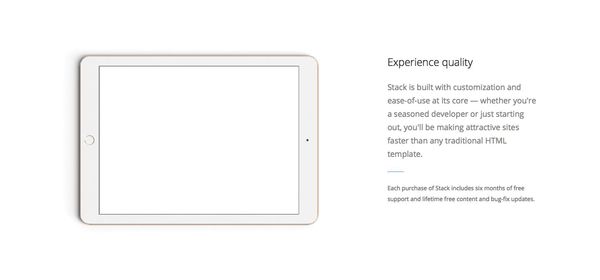 Experience quality
Stack is built with customization and
ease-of-use at its core — whether you're
a seasoned developer or just starting
out, you'll be making attractive sites
faster than any traditional HTML
template.
Each purchase of Stack includes six months of free
support and lifetime free content and bug-fix updates.